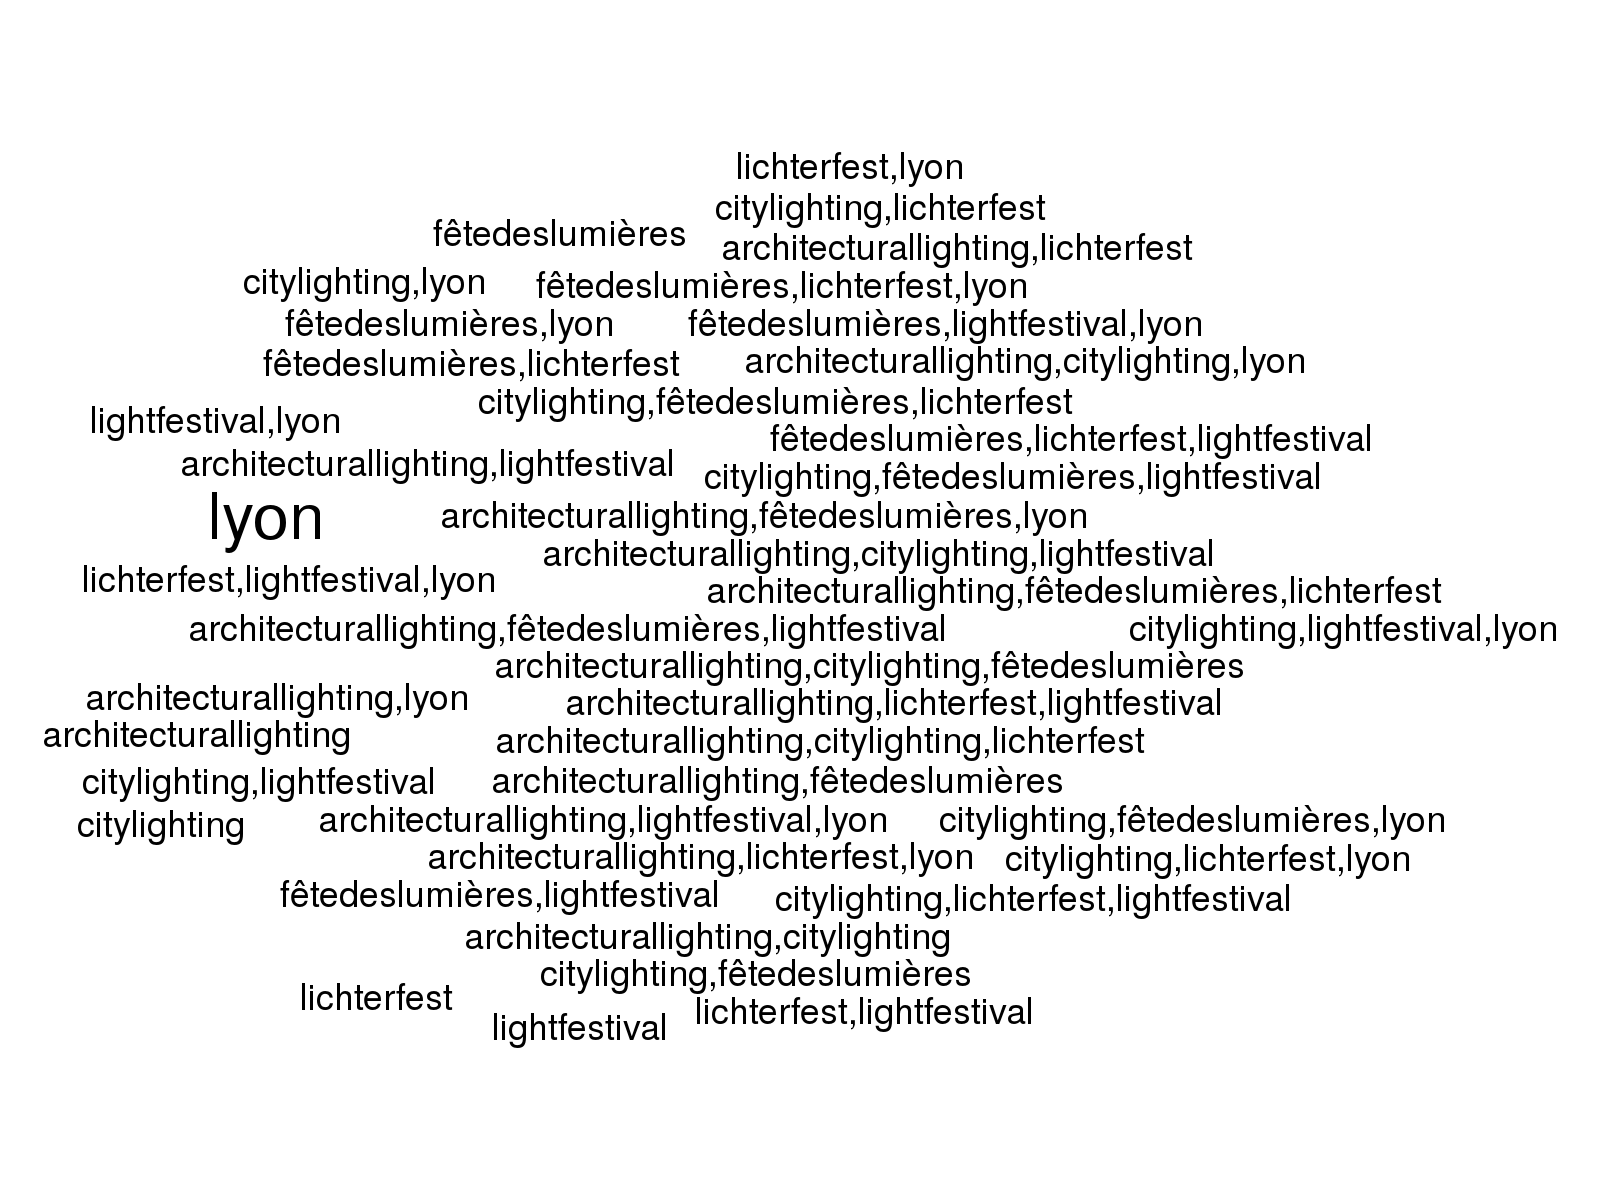 lichterfest,lyon
citylighting,lichterfest
fêtedeslumières
architecturallighting,lichterfest
citylighting,lyon
fêtedeslumières,lichterfest,lyon
fêtedeslumières,lyon
fêtedeslumières,lightfestival,lyon
fêtedeslumières,lichterfest
architecturallighting,citylighting,lyon
citylighting,fêtedeslumières,lichterfest
lightfestival,lyon
fêtedeslumières,lichterfest,lightfestival
architecturallighting,lightfestival
citylighting,fêtedeslumières,lightfestival
lyon
architecturallighting,fêtedeslumières,lyon
architecturallighting,citylighting,lightfestival
lichterfest,lightfestival,lyon
architecturallighting,fêtedeslumières,lichterfest
architecturallighting,fêtedeslumières,lightfestival
citylighting,lightfestival,lyon
architecturallighting,citylighting,fêtedeslumières
architecturallighting,lyon
architecturallighting,lichterfest,lightfestival
architecturallighting
architecturallighting,citylighting,lichterfest
citylighting,lightfestival
architecturallighting,fêtedeslumières
citylighting
architecturallighting,lightfestival,lyon
citylighting,fêtedeslumières,lyon
architecturallighting,lichterfest,lyon
citylighting,lichterfest,lyon
fêtedeslumières,lightfestival
citylighting,lichterfest,lightfestival
architecturallighting,citylighting
citylighting,fêtedeslumières
lichterfest
lichterfest,lightfestival
lightfestival